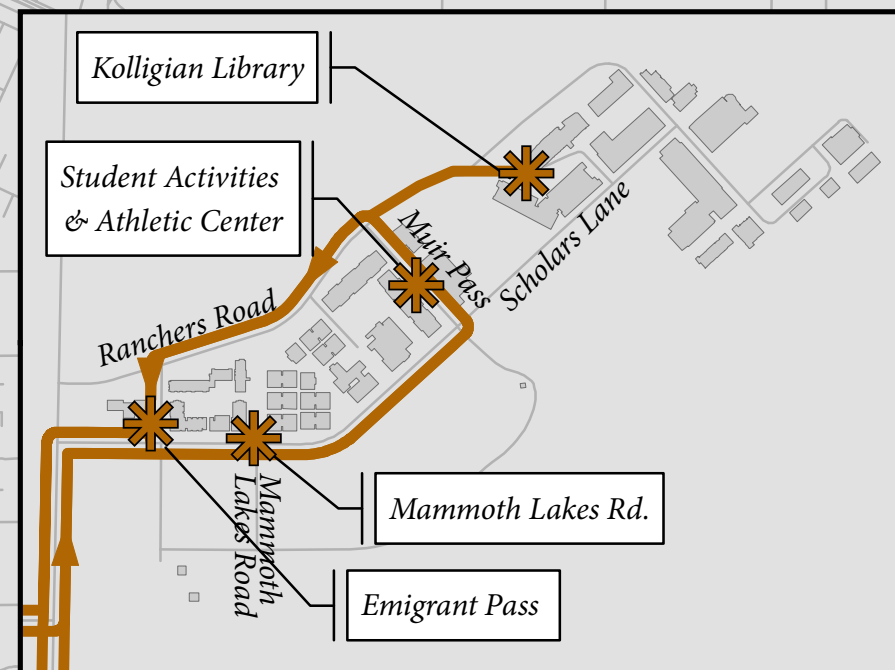 Kolligian Library
Student Activities
& Athletic Center
Muir Pass
Scholars Lane
Ranchers Road
Mammoth
Lakes Road
Mammoth Lakes Rd.
Emigrant Pass